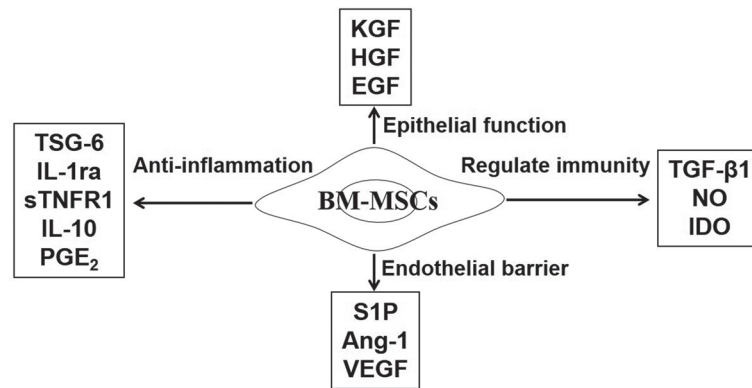 KGF
HGF
EGF
Epithelial function
TSG-6
IL-1ra
sTNFR1
IL-10
PGE₂
Anti-inflammation
BM-MSCs
Regulate immunity
TGF-β1
NO
IDO
Endothelial barrier
S1P
Ang-1
VEGF